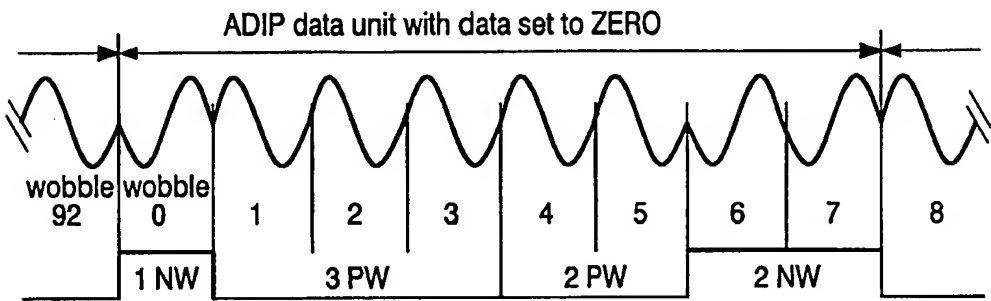 ADIP data unit with data set to ZERO
wobble wobble
92 0 1 2 3 4 5 6 7 8
1 NW 3 PW 2 PW 2 NW